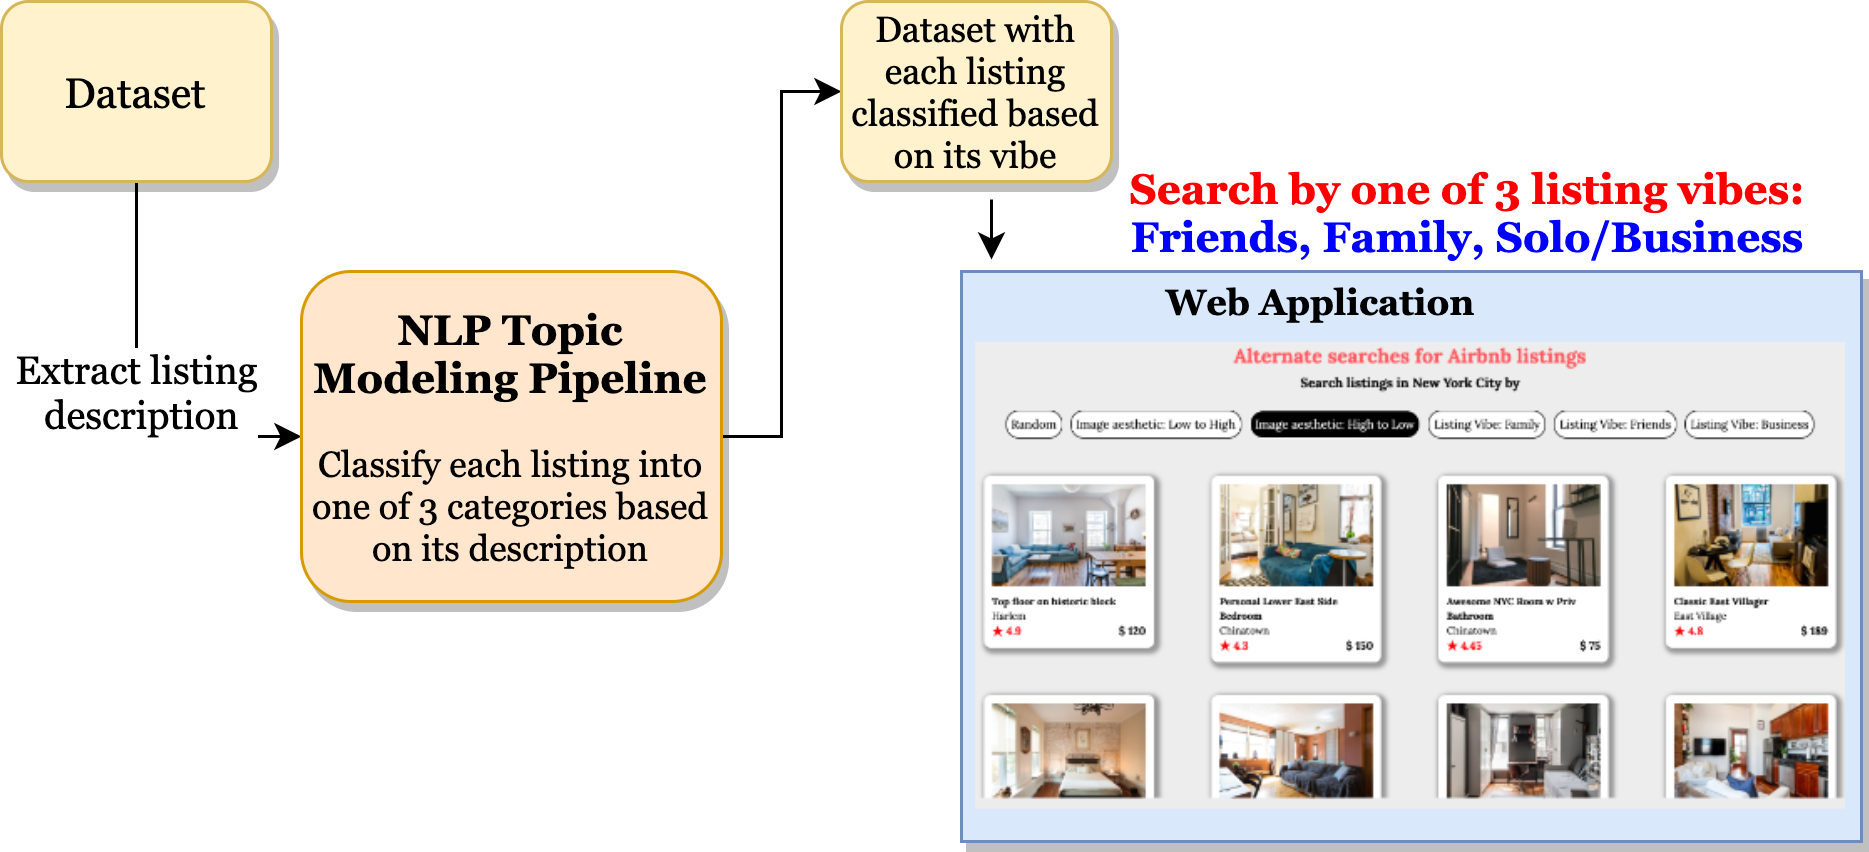 Dataset
Extract listing
description
NLP Topic
Modeling Pipeline
Classify each listing into
one of 3 categories based
on its description
Dataset with
each listing
classified based
on its vibe
Search by one of 3 listing vibes:
Friends, Family, Solo/Business
Web Application
Alternate searches for Airbnb listings
Search listings in New York City by
Random
Image aesthetic: Low to High
Image aesthetic: High to Low
Listing Vibe: Family
Listing Vibe: Friends
Listing Vibe: Business
Top floor on historic block
Harlem
★ 4.9 $ 120
Personal Lower East Side
Bedroom
Chinatown
★ 4.3 $ 150
Awesome NYC Room w Priv
Bathroom
Chinatown
★ 4.45 $ 75
Classic East Villager
East Village
★ 4.8 $ 189